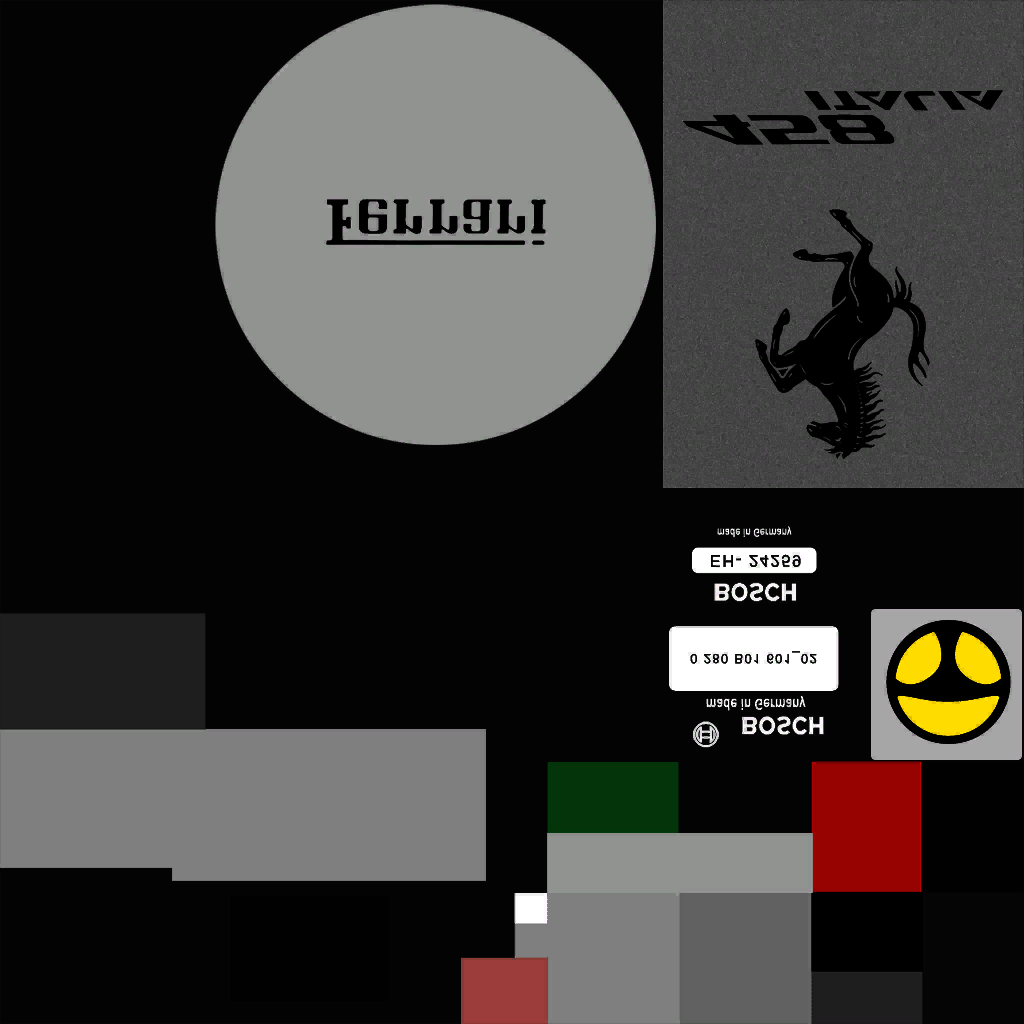 ITALIA
458
Ferrari
made in Germany
EH- 24259
BOSCH
0 280 B01 601_02
made in Germany
BOSCH